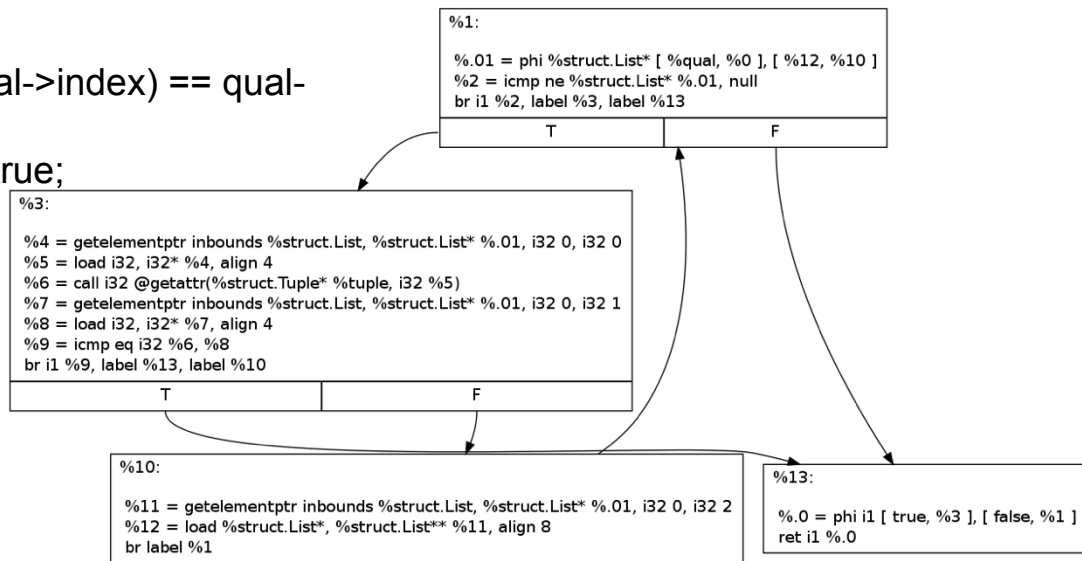 al->index) == qual-
rue;
%1:
%.01 = phi %struct.List* [ %qual, %0 ], [ %12, %10 ]
%2 = icmp ne %struct.List* %.01, null
br i1 %2, label %3, label %13
T F
%3:
%4 = getelementptr inbounds %struct.List, %struct.List* %.01, i32 0, i32 0
%5 = load i32, i32* %4, align 4
%6 = call i32 @getattr(%struct.Tuple* %tuple, i32 %5)
%7 = getelementptr inbounds %struct.List, %struct.List* %.01, i32 0, i32 1
%8 = load i32, i32* %7, align 4
%9 = icmp eq i32 %6, %8
br i1 %9, label %13, label %10
T F
%10:
%11 = getelementptr inbounds %struct.List, %struct.List* %.01, i32 0, i32 2
%12 = load %struct.List*, %struct.List** %11, align 8
br label %1
%13:
%.0 = phi i1 [ true, %3 ], [ false, %1 ]
ret i1 %.0